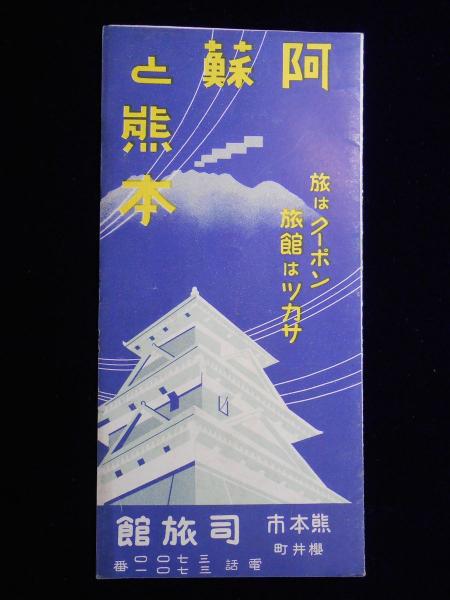 阿蘇と
熊本
旅はクーポン
旅館はツカサ
熊本市
櫻井町
司旅館
電話 三七〇〇
三七〇一番